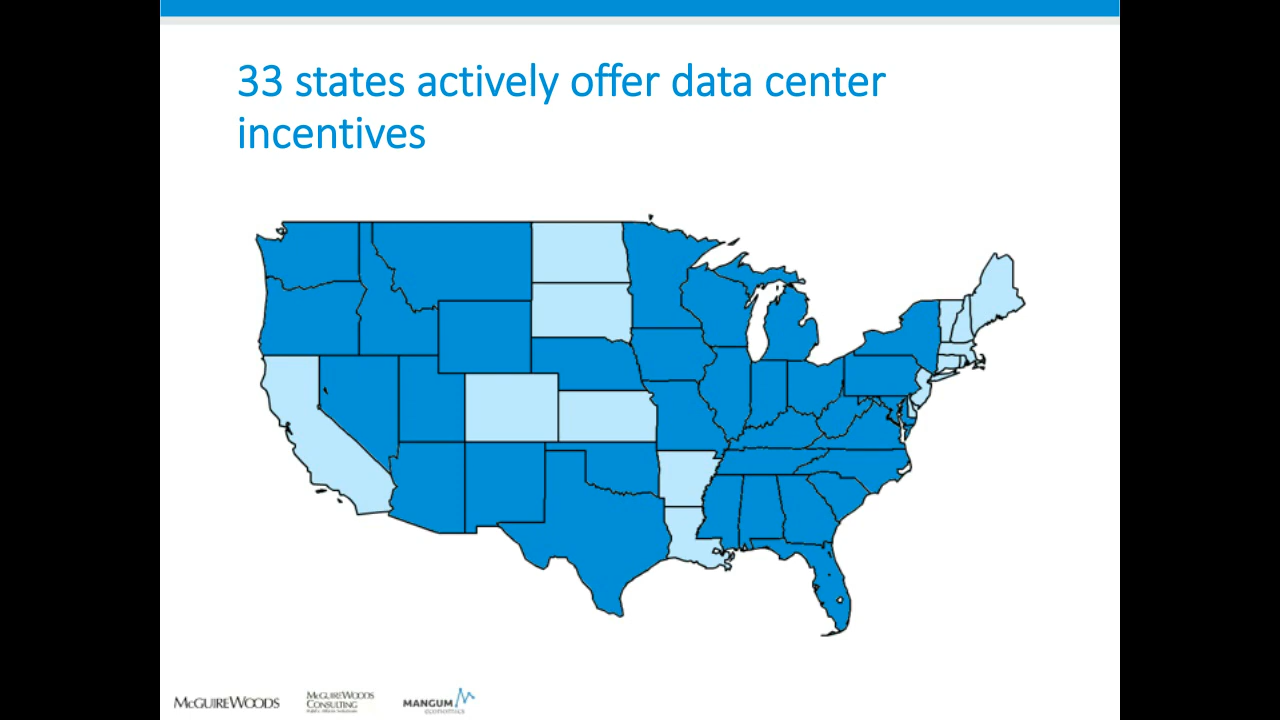 33 states actively offer data center
incentives
McGUIREWOODS
McGUIREWOODS
CONSULTING
MANGUM